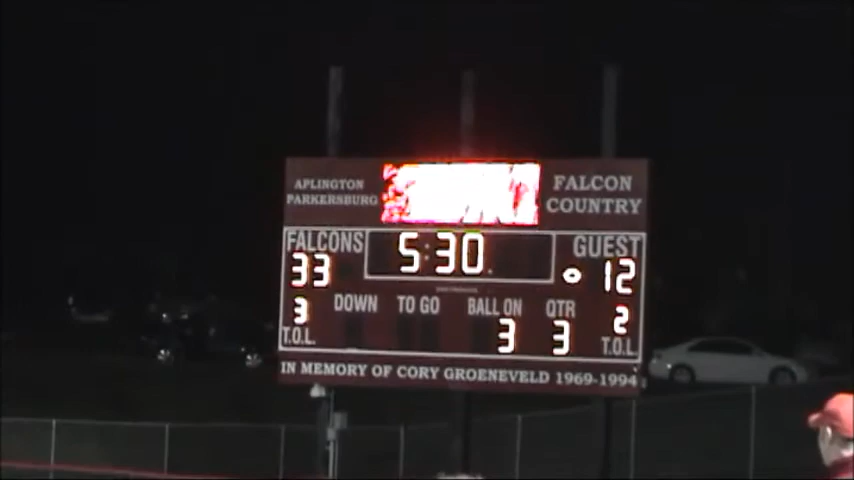 APLINGTON
PARKERSBURG
FALCON
COUNTRY
FALCONS 5:30 GUEST
33 12
DOWN TO GO BALL ON QTR
3 3 3 2
T.O.L. T.O.L
IN MEMORY OF CORY GROENEVELD 1969-1994